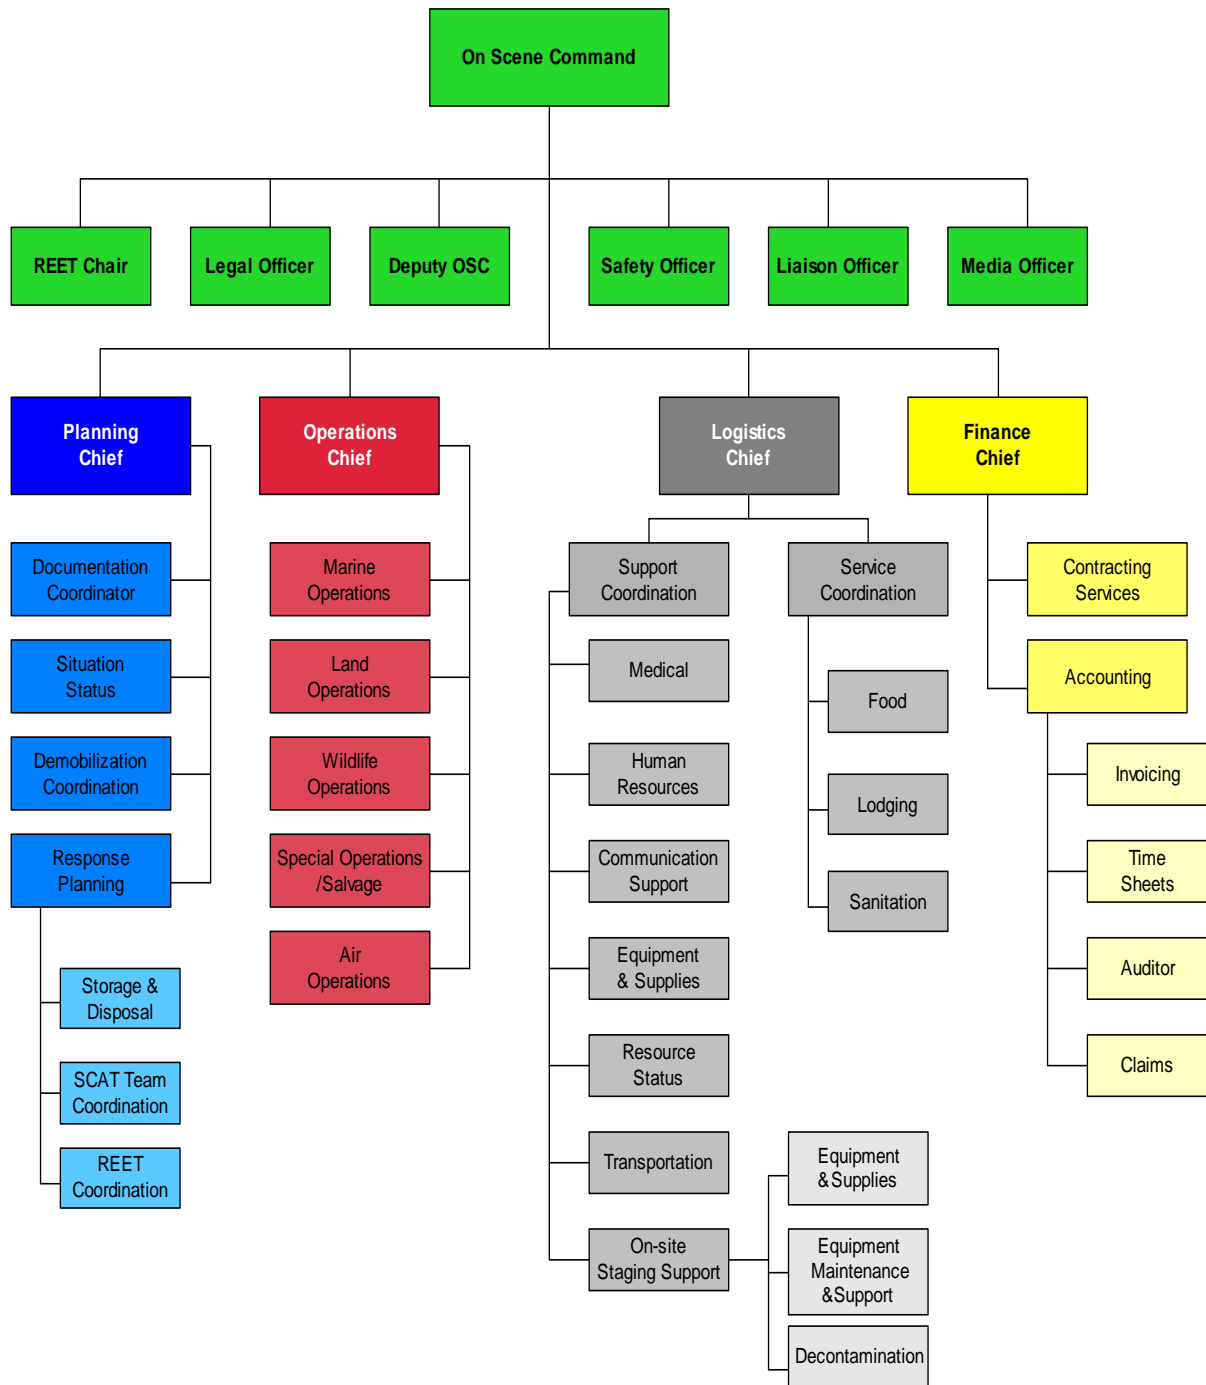 On Scene Command
REET Chair
Legal Officer
Deputy OSC
Safety Officer
Liaison Officer
Media Officer
Planning
Chief
Documentation
Coordinator
Situation
Status
Demobilization
Coordination
Response
Planning
Storage &
Disposal
SCAT Team
Coordination
REET
Coordination
Operations
Chief
Marine
Operations
Land
Operations
Wildlife
Operations
Special Operations
/Salvage
Air
Operations
Logistics
Chief
Support
Coordination
Medical
Human
Resources
Communication
Support
Equipment
& Supplies
Resource
Status
Transportation
On-site
Staging Support
Equipment
&Supplies
Equipment
Maintenance
&Support
Decontamination
Service
Coordination
Food
Lodging
Sanitation
Finance
Chief
Contracting
Services
Accounting
Invoicing
Time
Sheets
Auditor
Claims